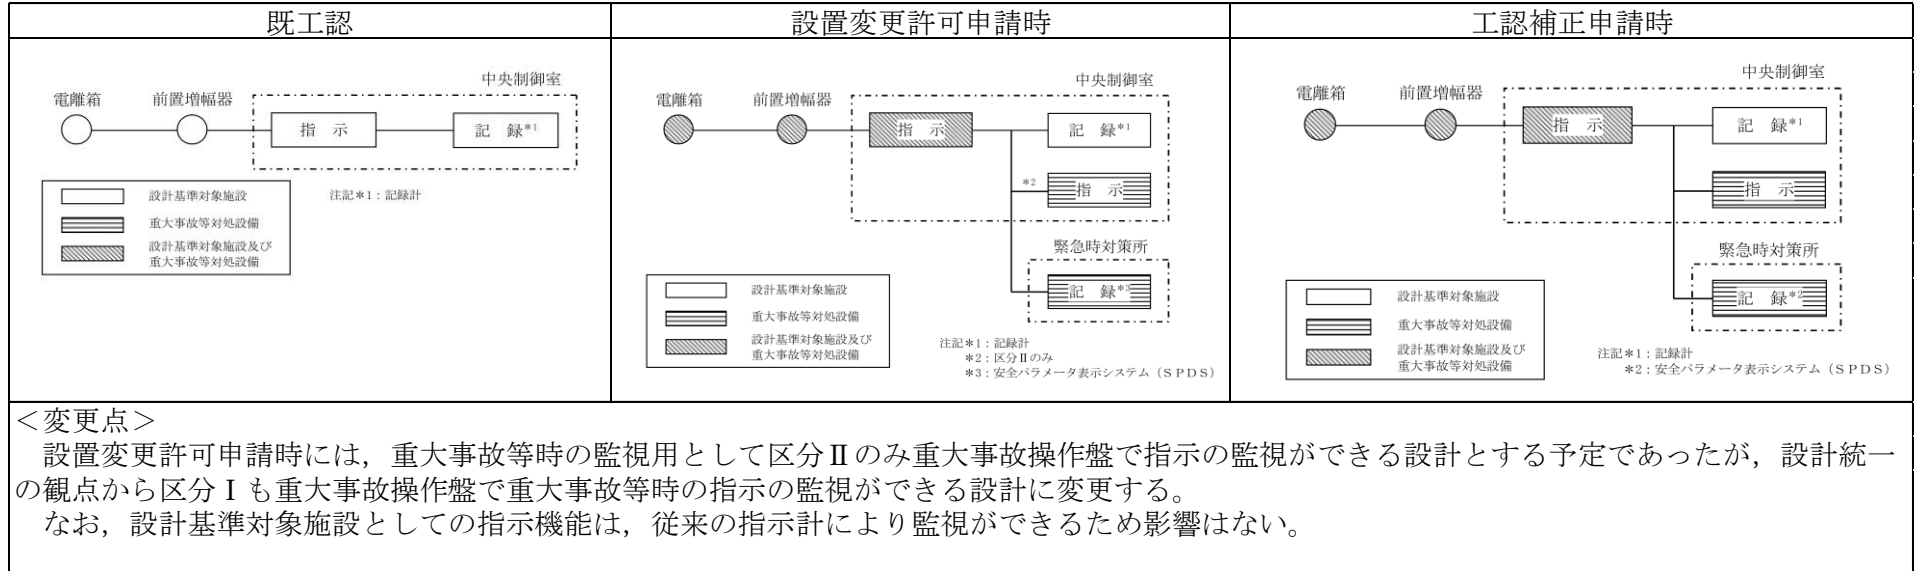 既工認
設置変更許可申請時
工認補正申請時
中央制御室
電離箱
前置増幅器
指 示
記 録*1
設計基準対象施設
重大事故等対処設備
設計基準対象施設及び
重大事故等対処設備
注記*1：記録計
中央制御室
電離箱
前置増幅器
指 示
記 録*1
*2
指 示
緊急時対策所
記 録*3
設計基準対象施設
重大事故等対処設備
設計基準対象施設及び
重大事故等対処設備
注記*1：記録計
*2：区分Ⅱのみ
*3：安全パラメータ表示システム（ＳＰＤＳ）
中央制御室
電離箱
前置増幅器
指 示
記 録*1
指 示
緊急時対策所
記 録*2
設計基準対象施設
重大事故等対処設備
設計基準対象施設及び
重大事故等対処設備
注記*1：記録計
*2：安全パラメータ表示システム（ＳＰＤＳ）
＜変更点＞
設置変更許可申請時には，重大事故等時の監視用として区分Ⅱのみ重大事故操作盤で指示の監視ができる設計とする予定であったが，設計統一
の観点から区分Ⅰも重大事故操作盤で重大事故等時の指示の監視ができる設計に変更する。
なお，設計基準対象施設としての指示機能は，従来の指示計により監視ができるため影響はない。